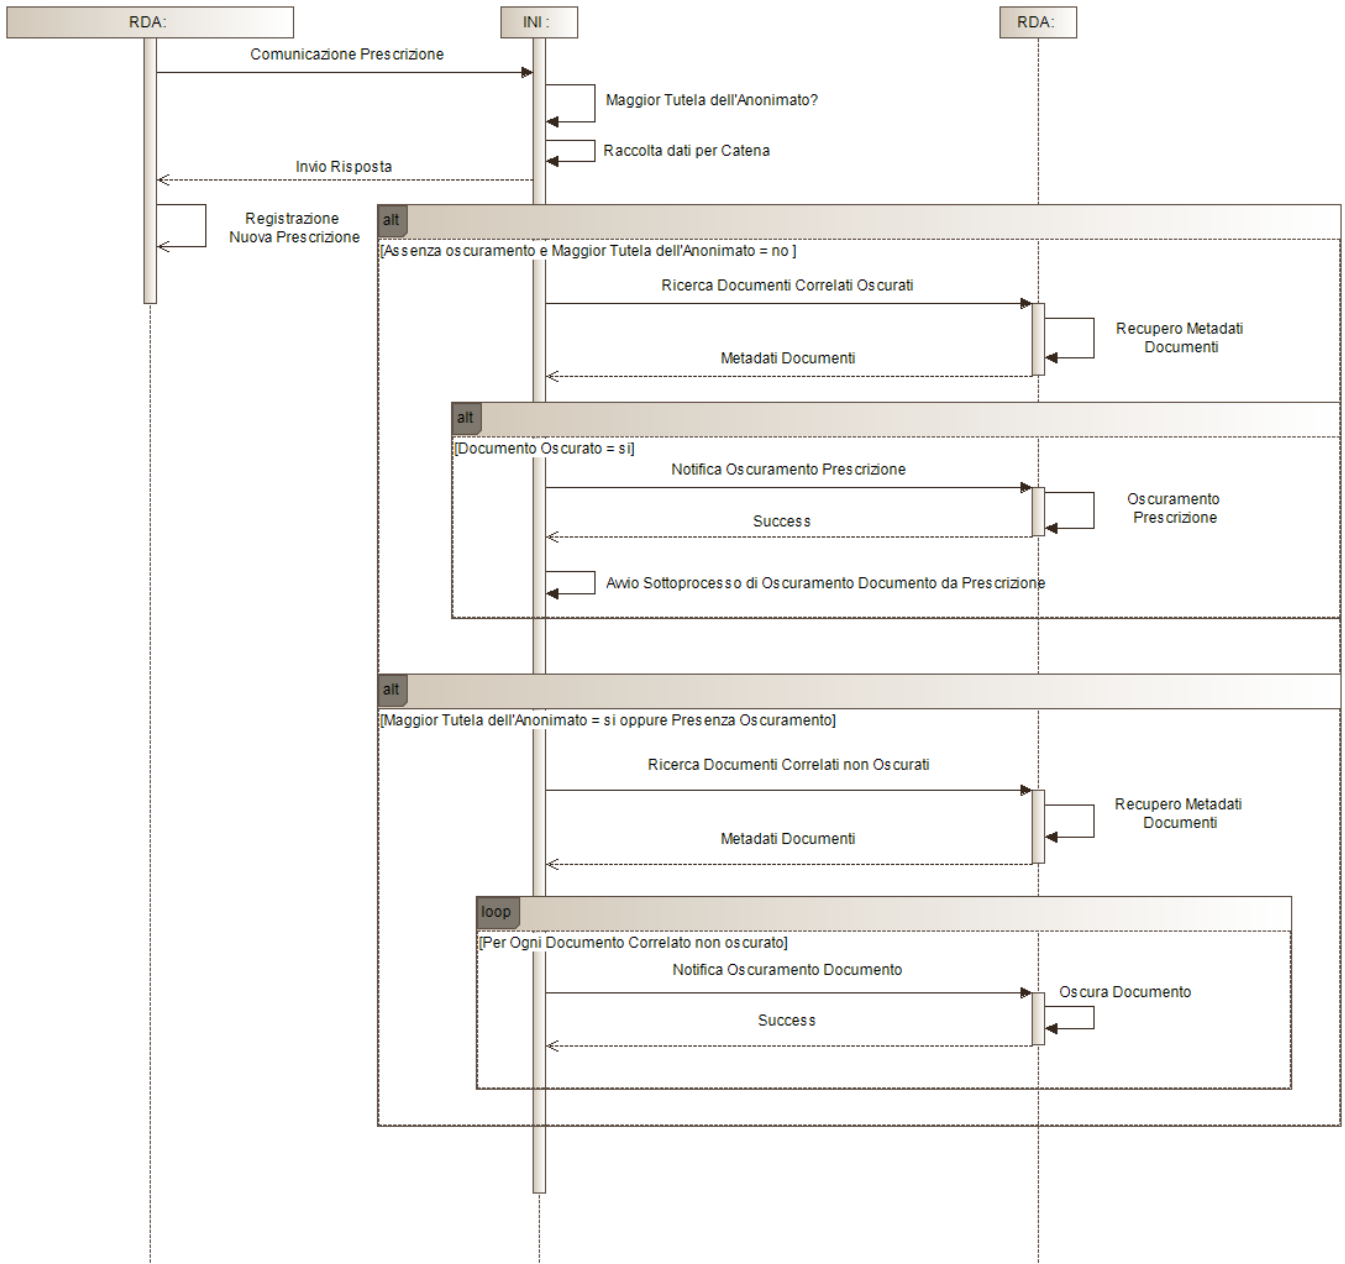 RDA:
INI :
RDA:
Comunicazione Prescrizione
Maggior Tutela dell'Anonimato?
Raccolta dati per Catena
Invio Risposta
Registrazione
Nuova Prescrizione
alt
[Assenza oscuramento e Maggior Tutela dell'Anonimato = no ]
Ricerca Documenti Correlati Oscurati
Recupero Metadati
Documenti
Metadati Documenti
alt
[Documento Oscurato = si]
Notifica Oscuramento Prescrizione
Oscuramento
Prescrizione
Success
Avvio Sottoprocesso di Oscuramento Documento da Prescrizione
alt
[Maggior Tutela dell'Anonimato = si oppure Presenza Oscuramento]
Ricerca Documenti Correlati non Oscurati
Recupero Metadati
Documenti
Metadati Documenti
loop
[Per Ogni Documento Correlato non oscurato]
Notifica Oscuramento Documento
Oscura Documento
Success